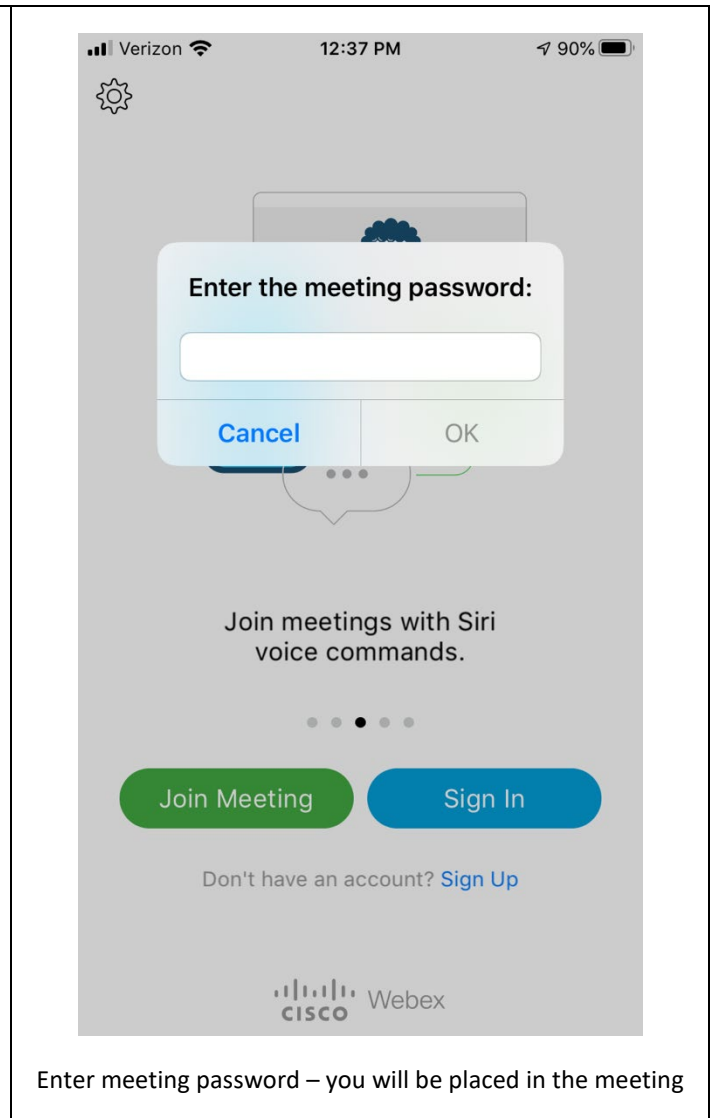 Verizon 12:37 PM 90%
Enter the meeting password:
Cancel OK
Join meetings with Siri
voice commands.
Join Meeting Sign In
Don't have an account? Sign Up
CISCO Webex
Enter meeting password – you will be placed in the meeting